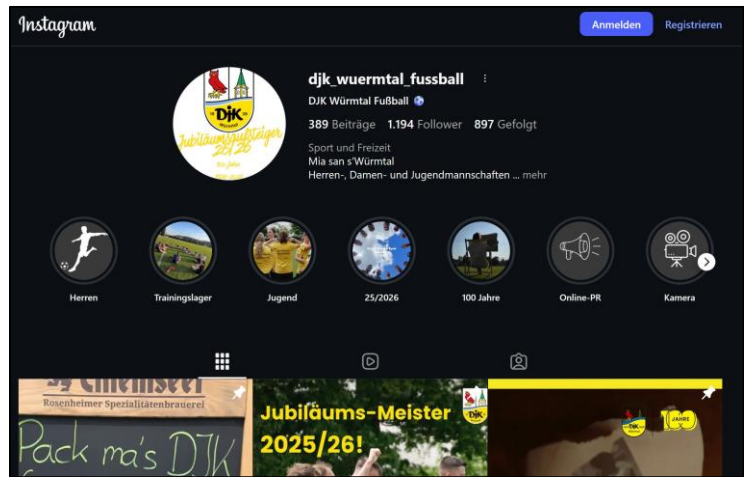 Instagram
Anmelden
Registrieren
djk_wuermtal_fussball
DJK Würmtal Fußball
389 Beiträge 1.194 Follower 897 Gefolgt
Sport und Freizeit
Mia san s'Würmtal
Herren-, Damen- und Jugendmannschaften ... mehr
DJK
Jubiläumsaufsteiger
25/26
Herren
Trainingslager
Jugend
25/2026
100 Jahre
Online-PR
Kamera
Rosenheimer Spezialitätenbrauerei
Pack ma's DJK
Jubiläums-Meister
2025/26!
DJK
JAHRE
100